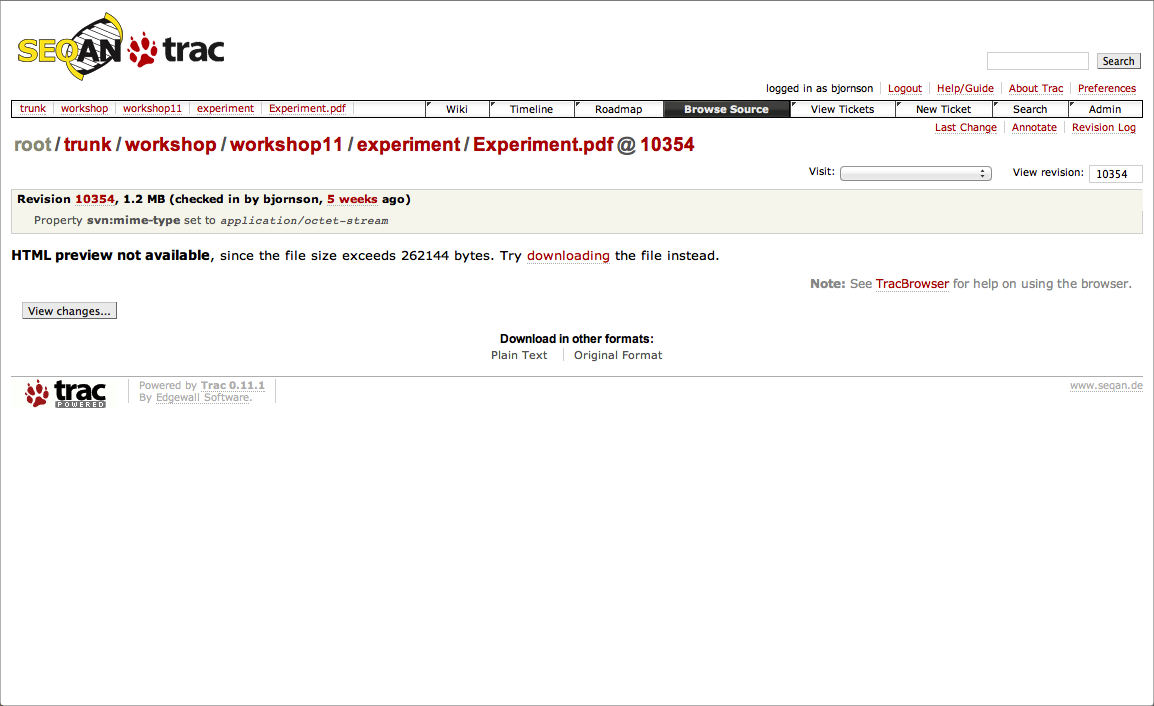 SEQAN trac
Search
logged in as bjornson Logout Help/Guide About Trac Preferences
trunk workshop workshop11 experiment Experiment.pdf Wiki Timeline Roadmap Browse Source View Tickets New Ticket Search Admin
Last Change Annotate Revision Log
root / trunk / workshop / workshop11 / experiment / Experiment.pdf @ 10354
Visit: View revision: 10354
Revision 10354, 1.2 MB (checked in by bjornson, 5 weeks ago)
Property svn:mime-type set to application/octet-stream
HTML preview not available, since the file size exceeds 262144 bytes. Try downloading the file instead.
Note: See TracBrowser for help on using the browser.
View changes...
Download in other formats:
Plain Text Original Format
trac POWERED
Powered by Trac 0.11.1
By Edgewall Software.
www.seqan.de